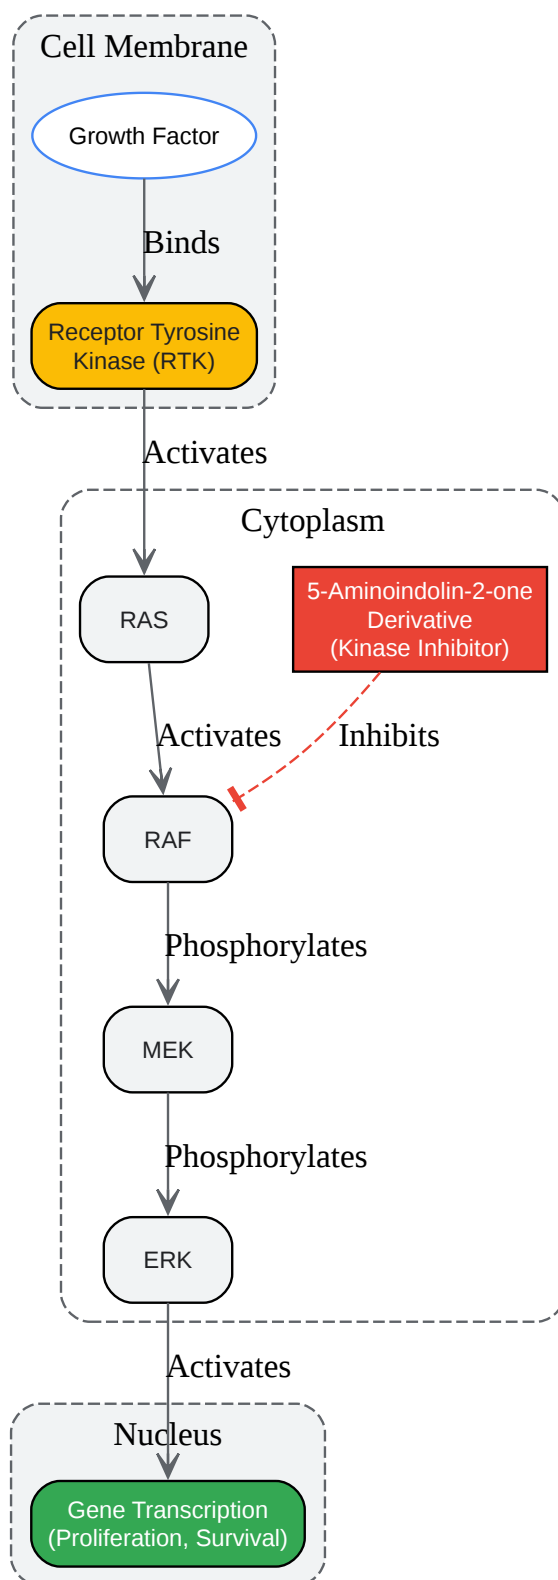 Cell Membrane
Growth Factor
Binds
Receptor Tyrosine
Kinase (RTK)
Activates
Cytoplasm
RAS
5-Aminoindolin-2-one
Derivative
(Kinase Inhibitor)
Activates
Inhibits
RAF
Phosphorylates
MEK
Phosphorylates
ERK
Activates
Nucleus
Gene Transcription
(Proliferation, Survival)